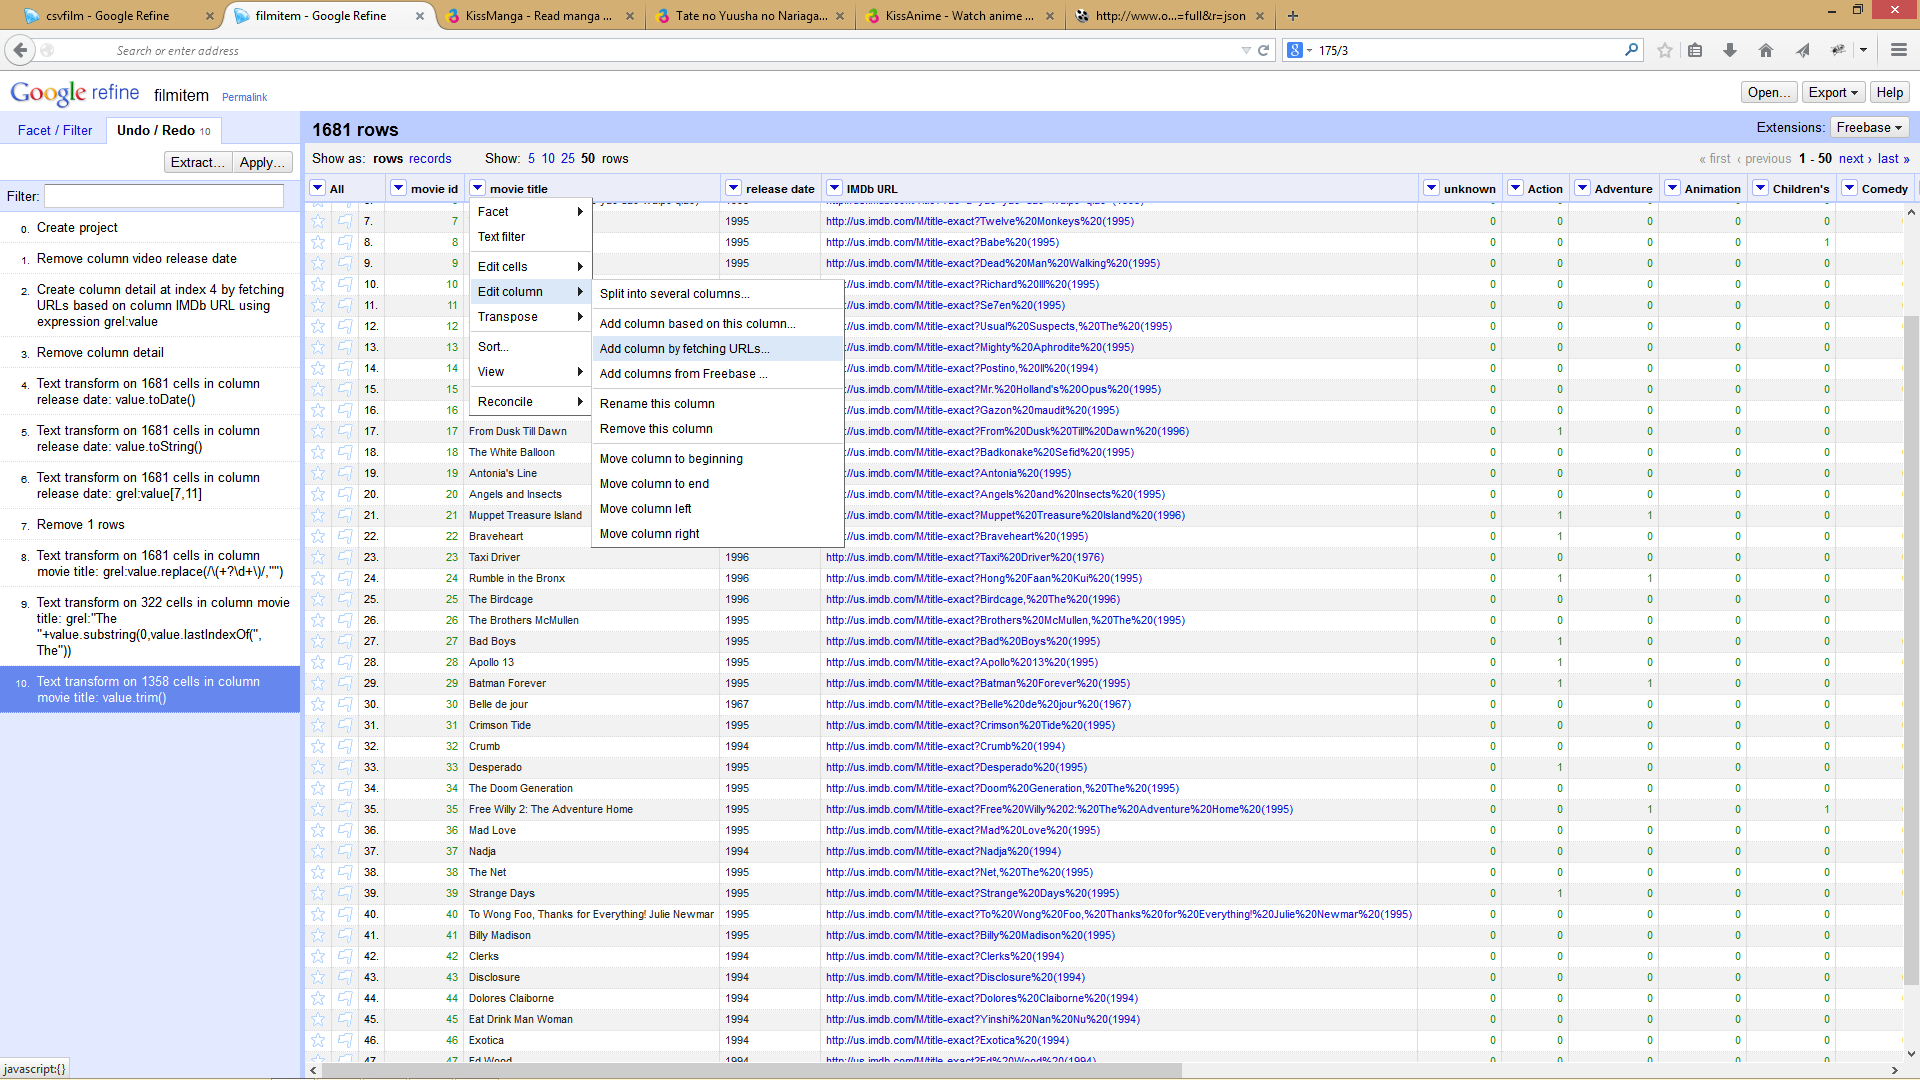 csvfilm - Google Refine
filmitem - Google Refine
KissManga - Read manga ...
Tate no Yuusha no Nariaga...
KissAnime - Watch anime ...
http://www.o...=full&r=json
Search or enter address
175/3
Google refine filmitem Permalink
Open... Export Help
Facet / Filter Undo / Redo 10
Extract... Apply...
Filter:
0. Create project
1. Remove column video release date
2. Create column detail at index 4 by fetching
URLs based on column IMDb URL using
expression grel:value
3. Remove column detail
4. Text transform on 1681 cells in column
release date: value.toDate()
5. Text transform on 1681 cells in column
release date: value.toString()
6. Text transform on 1681 cells in column
release date: grel:value[7,11]
7. Remove 1 rows
8. Text transform on 1681 cells in column
movie title: grel:value.replace(/\(+?\d+\)/,"")
9. Text transform on 322 cells in column movie
title: grel:"The
"+value.substring(0,value.lastIndexOf(",
The"))
10. Text transform on 1358 cells in column
movie title: value.trim()
javascript:{}
1681 rows
Extensions: Freebase
Show as: rows records Show: 5 10 25 50 rows
« first ‹ previous 1 - 50 next › last »
All movie id movie title release date IMDb URL unknown Action Adventure Animation Children's Comedy
7. 7 1995 http://us.imdb.com/M/title-exact?Twelve%20Monkeys%20(1995) 0 0 0 0 0
8. 8 1995 http://us.imdb.com/M/title-exact?Babe%20(1995) 0 0 0 0 1
9. 9 1995 http://us.imdb.com/M/title-exact?Dead%20Man%20Walking%20(1995) 0 0 0 0 0
10. 10 ://us.imdb.com/M/title-exact?Richard%20III%20(1995) 0 0 0 0 0
11. 11 ://us.imdb.com/M/title-exact?Se7en%20(1995) 0 0 0 0 0
12. 12 ://us.imdb.com/M/title-exact?Usual%20Suspects,%20The%20(1995) 0 0 0 0 0
13. 13 ://us.imdb.com/M/title-exact?Mighty%20Aphrodite%20(1995) 0 0 0 0 0
14. 14 ://us.imdb.com/M/title-exact?Postino,%20Il%20(1994) 0 0 0 0 0
15. 15 ://us.imdb.com/M/title-exact?Mr.%20Holland's%20Opus%20(1995) 0 0 0 0 0
16. 16 ://us.imdb.com/M/title-exact?Gazon%20maudit%20(1995) 0 0 0 0 0
17. 17 From Dusk Till Dawn ://us.imdb.com/M/title-exact?From%20Dusk%20Till%20Dawn%20(1996) 0 1 0 0 0
18. 18 The White Balloon ://us.imdb.com/M/title-exact?Badkonake%20Sefid%20(1995) 0 0 0 0 0
19. 19 Antonia's Line ://us.imdb.com/M/title-exact?Antonia%20(1995) 0 0 0 0 0
20. 20 Angels and Insects ://us.imdb.com/M/title-exact?Angels%20and%20Insects%20(1995) 0 0 0 0 0
21. 21 Muppet Treasure Island ://us.imdb.com/M/title-exact?Muppet%20Treasure%20Island%20(1996) 0 1 1 0 0
22. 22 Braveheart ://us.imdb.com/M/title-exact?Braveheart%20(1995) 0 1 0 0 0
23. 23 Taxi Driver 1996 http://us.imdb.com/M/title-exact?Taxi%20Driver%20(1976) 0 0 0 0 0
24. 24 Rumble in the Bronx 1996 http://us.imdb.com/M/title-exact?Hong%20Faan%20Kui%20(1995) 0 1 1 0 0
25. 25 The Birdcage 1996 http://us.imdb.com/M/title-exact?Birdcage,%20The%20(1996) 0 0 0 0 0
26. 26 The Brothers McMullen 1995 http://us.imdb.com/M/title-exact?Brothers%20McMullen,%20The%20(1995) 0 0 0 0 0
27. 27 Bad Boys 1995 http://us.imdb.com/M/title-exact?Bad%20Boys%20(1995) 0 1 0 0 0
28. 28 Apollo 13 1995 http://us.imdb.com/M/title-exact?Apollo%2013%20(1995) 0 1 0 0 0
29. 29 Batman Forever 1995 http://us.imdb.com/M/title-exact?Batman%20Forever%20(1995) 0 1 1 0 0
30. 30 Belle de jour 1967 http://us.imdb.com/M/title-exact?Belle%20de%20jour%20(1967) 0 0 0 0 0
31. 31 Crimson Tide 1995 http://us.imdb.com/M/title-exact?Crimson%20Tide%20(1995) 0 0 0 0 0
32. 32 Crumb 1994 http://us.imdb.com/M/title-exact?Crumb%20(1994) 0 0 0 0 0
33. 33 Desperado 1995 http://us.imdb.com/M/title-exact?Desperado%20(1995) 0 1 0 0 0
34. 34 The Doom Generation 1995 http://us.imdb.com/M/title-exact?Doom%20Generation,%20The%20(1995) 0 0 0 0 0
35. 35 Free Willy 2: The Adventure Home 1995 http://us.imdb.com/M/title-exact?Free%20Willy%202:%20The%20Adventure%20Home%20(1995) 0 0 1 0 1
36. 36 Mad Love 1995 http://us.imdb.com/M/title-exact?Mad%20Love%20(1995) 0 0 0 0 0
37. 37 Nadja 1994 http://us.imdb.com/M/title-exact?Nadja%20(1994) 0 0 0 0 0
38. 38 The Net 1995 http://us.imdb.com/M/title-exact?Net,%20The%20(1995) 0 0 0 0 0
39. 39 Strange Days 1995 http://us.imdb.com/M/title-exact?Strange%20Days%20(1995) 0 1 0 0 0
40. 40 To Wong Foo, Thanks for Everything! Julie Newmar 1995 http://us.imdb.com/M/title-exact?To%20Wong%20Foo,%20Thanks%20for%20Everything!%20Julie%20Newmar%20(1995) 0 0 0 0 0
41. 41 Billy Madison 1995 http://us.imdb.com/M/title-exact?Billy%20Madison%20(1995) 0 0 0 0 0
42. 42 Clerks 1994 http://us.imdb.com/M/title-exact?Clerks%20(1994) 0 0 0 0 0
43. 43 Disclosure 1994 http://us.imdb.com/M/title-exact?Disclosure%20(1994) 0 0 0 0 0
44. 44 Dolores Claiborne 1994 http://us.imdb.com/M/title-exact?Dolores%20Claiborne%20(1994) 0 0 0 0 0
45. 45 Eat Drink Man Woman 1994 http://us.imdb.com/M/title-exact?Yinshi%20Nan%20Nu%20(1994) 0 0 0 0 0
46. 46 Exotica 1994 http://us.imdb.com/M/title-exact?Exotica%20(1994) 0 0 0 0 0
47. 47 Ed Wood 1994 http://us.imdb.com/M/title-exact?Ed%20Wood%20(1994) 0 0 0 0 0
Facet
Text filter
Edit cells
Edit column
Transpose
Sort...
View
Reconcile
Split into several columns...
Add column based on this column...
Add column by fetching URLs...
Add columns from Freebase ...
Rename this column
Remove this column
Move column to beginning
Move column to end
Move column left
Move column right